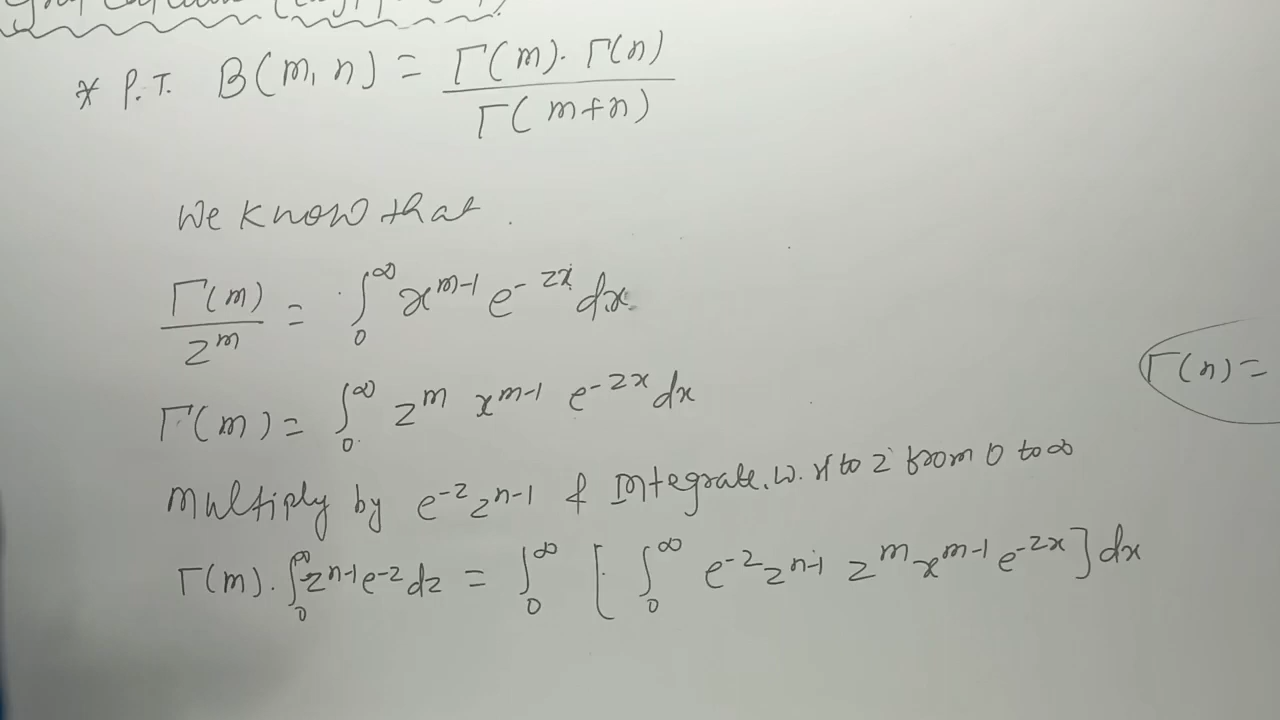 * P.T. B(m, n) = Γ(m). Γ(n) / Γ(m+n)
We know that.
Γ(m) / z^m = ∫_0^∞ x^{m-1} e^{-zx} dx
Γ(n) =
Γ(m) = ∫_0^∞ z^m x^{m-1} e^{-zx} dx
Multiply by e^{-z} z^{n-1} & Integrate. w. r to z from 0 to ∞
Γ(m). ∫_0^∞ z^{n-1} e^{-z} dz = ∫_0^∞ [ ∫_0^∞ e^{-z} z^{n-1} z^m x^{m-1} e^{-zx} ] dx